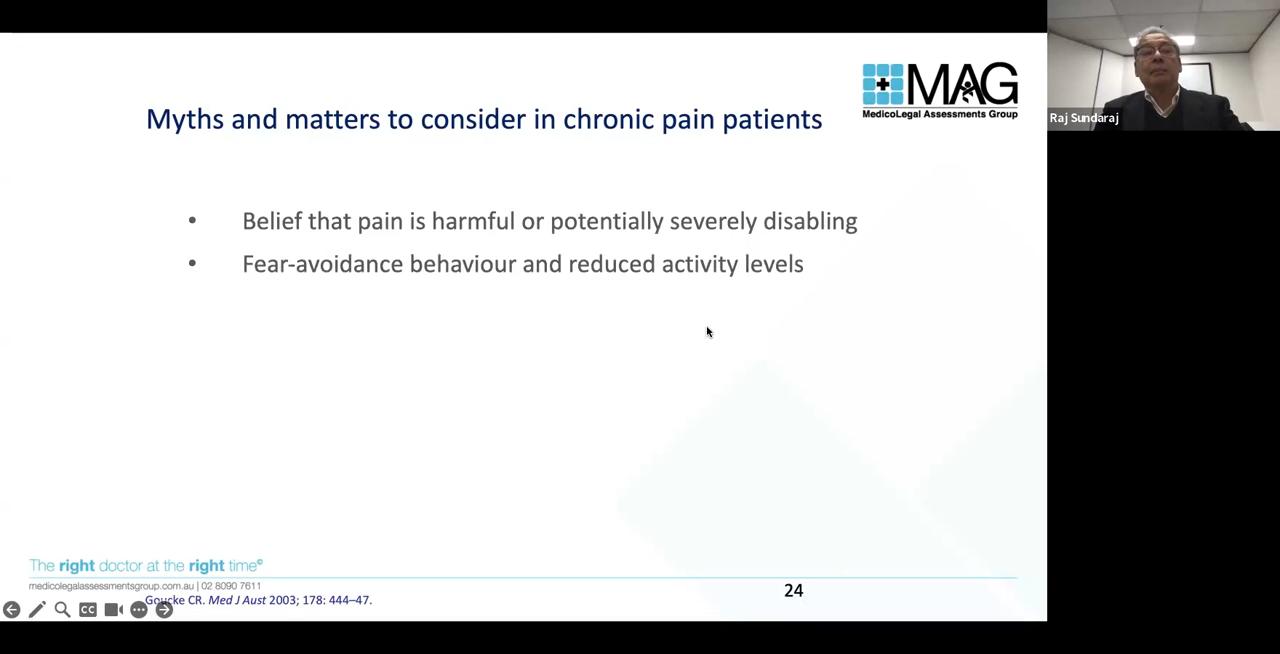 Myths and matters to consider in chronic pain patients
MAG
MedicoLegal Assessments Group
Raj Sundaraj
• Belief that pain is harmful or potentially severely disabling
• Fear-avoidance behaviour and reduced activity levels
The right doctor at the right time©
medicolegalassessmentsgroup.com.au | 02 8090 7611
Goucke CR. Med J Aust 2003; 178: 444–47.
24
CC